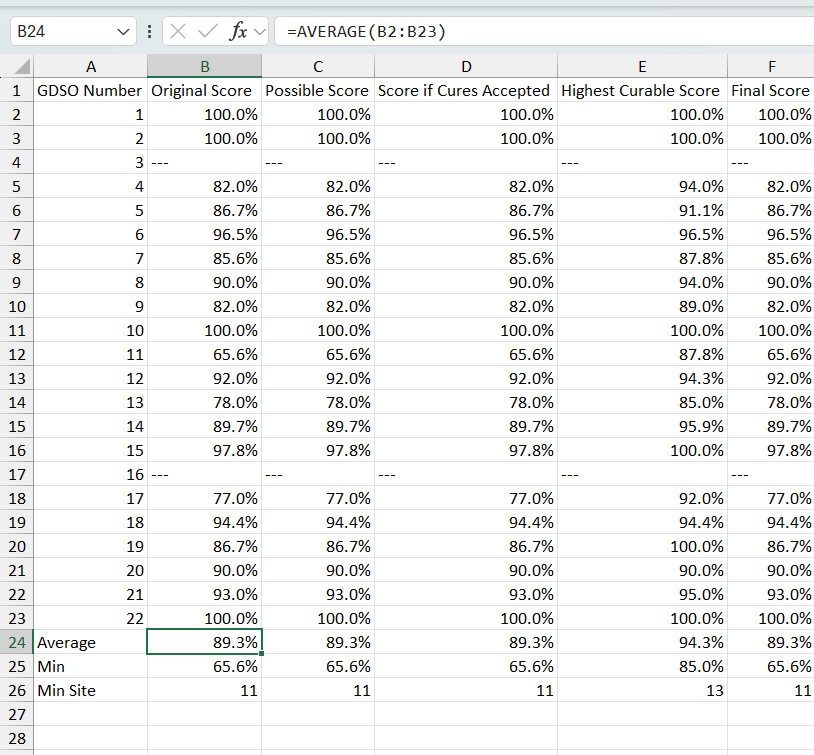 B24 fx =AVERAGE(B2:B23)
A B C D E F
1 GDSO Number Original Score Possible Score Score if Cures Accepted Highest Curable Score Final Score
2 1 100.0% 100.0% 100.0% 100.0% 100.0%
3 2 100.0% 100.0% 100.0% 100.0% 100.0%
4 3 --- --- --- --- ---
5 4 82.0% 82.0% 82.0% 94.0% 82.0%
6 5 86.7% 86.7% 86.7% 91.1% 86.7%
7 6 96.5% 96.5% 96.5% 96.5% 96.5%
8 7 85.6% 85.6% 85.6% 87.8% 85.6%
9 8 90.0% 90.0% 90.0% 94.0% 90.0%
10 9 82.0% 82.0% 82.0% 89.0% 82.0%
11 10 100.0% 100.0% 100.0% 100.0% 100.0%
12 11 65.6% 65.6% 65.6% 87.8% 65.6%
13 12 92.0% 92.0% 92.0% 94.3% 92.0%
14 13 78.0% 78.0% 78.0% 85.0% 78.0%
15 14 89.7% 89.7% 89.7% 95.9% 89.7%
16 15 97.8% 97.8% 97.8% 100.0% 97.8%
17 16 --- --- --- --- ---
18 17 77.0% 77.0% 77.0% 92.0% 77.0%
19 18 94.4% 94.4% 94.4% 94.4% 94.4%
20 19 86.7% 86.7% 86.7% 100.0% 86.7%
21 20 90.0% 90.0% 90.0% 90.0% 90.0%
22 21 93.0% 93.0% 93.0% 95.0% 93.0%
23 22 100.0% 100.0% 100.0% 100.0% 100.0%
24 Average 89.3% 89.3% 89.3% 94.3% 89.3%
25 Min 65.6% 65.6% 65.6% 85.0% 65.6%
26 Min Site 11 11 11 13 11
27
28